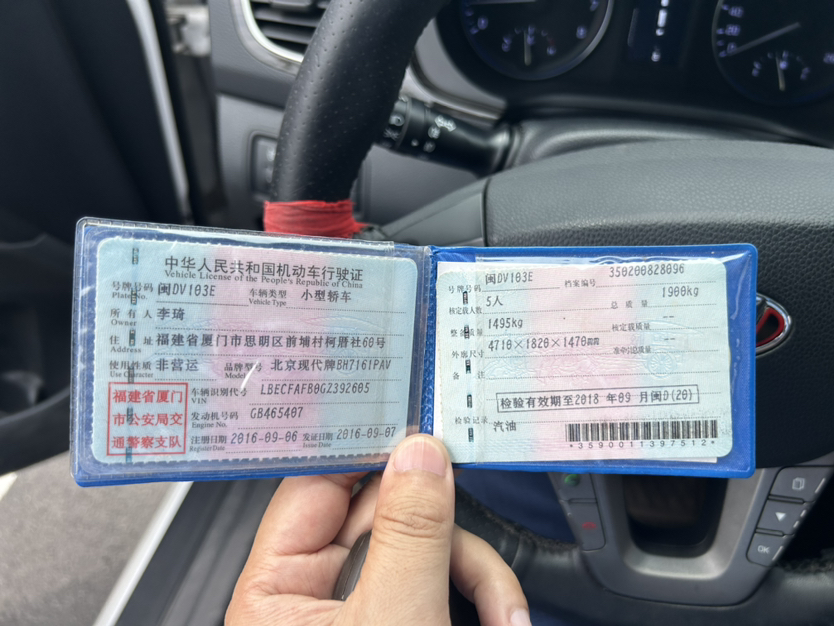 中华人民共和国机动车行驶证
Vehicle License of the People's Republic of China
号牌号码 闽DV103E 车辆类型 小型轿车
Plate No. Vehicle Type
所有人 李琦
Owner
住址 福建省厦门市思明区前埔村柯厝社60号
Address
使用性质 非营运 品牌型号 北京现代牌BH7161PAV
Use Character Model
福建省厦门
市公安局交
通警察支队
车辆识别代号 LBECFAFB0GZ392605
VIN
发动机号码 GB465407
Engine No.
注册日期 2016-09-06 发证日期 2016-09-07
Register Date Issue Date
号牌号码 闽DV103E 档案编号 350200828096
核定载人数 5人 总质量 1900kg
整备质量 1495kg 核定载质量 --
外廓尺寸 4710×1820×1470 准牵引总质量 --
备注
检验有效期至2018 年09 月闽D(20)
检验记录
汽油
*3590011397512*
OK